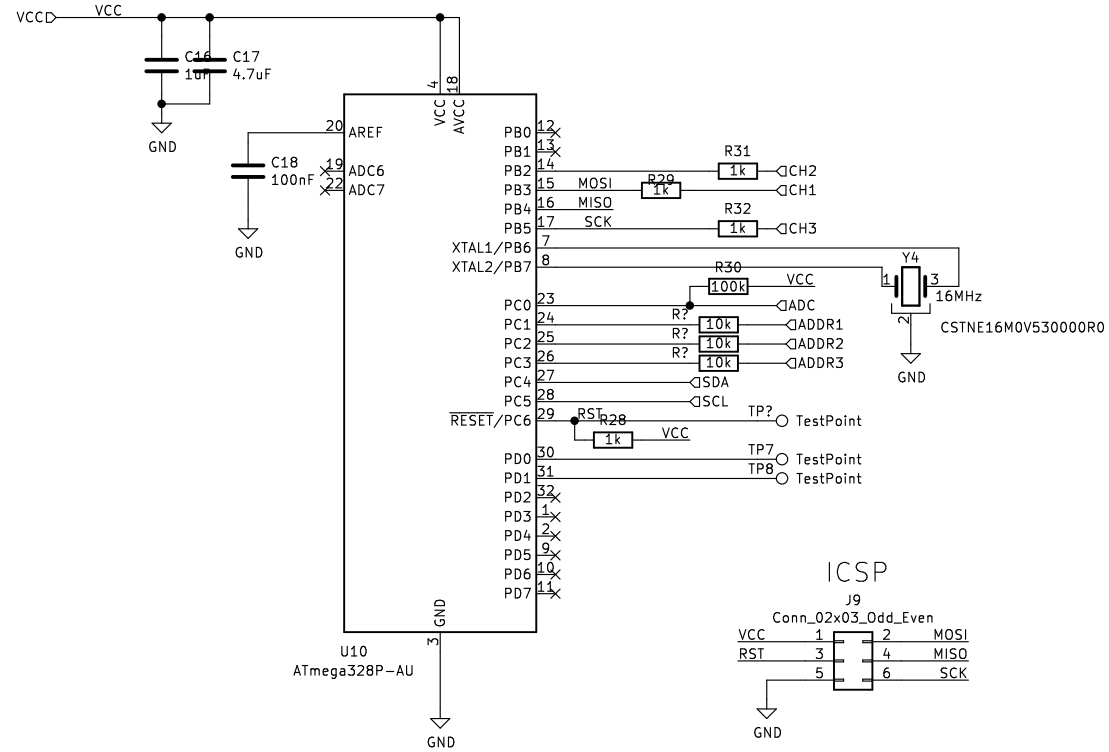 VCC VCC
C16
1uF
C17
4.7uF
GND
4 18
VCC AVCC
20 AREF
C18
100nF
19 ADC6
22 ADC7
GND
PB0 12
PB1 13
PB2 14 R31 1k CH2
PB3 15 MOSI R29 1k CH1
PB4 16 MISO
PB5 17 SCK R32 1k CH3
XTAL1/PB6 7
XTAL2/PB7 8
Y4
1 3
16MHz
2
CSTNE16M0V530000R0
GND
R30 100k VCC
PC0 23 ADC
PC1 24 R? 10k ADDR1
PC2 25 R? 10k ADDR2
PC3 26 R? 10k ADDR3
PC4 27 SDA
PC5 28 SCL
RESET/PC6 29 RST TP? TestPoint
R28 1k VCC
PD0 30 TP7 TestPoint
PD1 31 TP8 TestPoint
PD2 32
PD3 1
PD4 2
PD5 9
PD6 10
PD7 11
GND
3
U10
ATmega328P-AU
GND
ICSP
J9
Conn_02x03_Odd_Even
VCC 1 2 MOSI
RST 3 4 MISO
5 6 SCK
GND